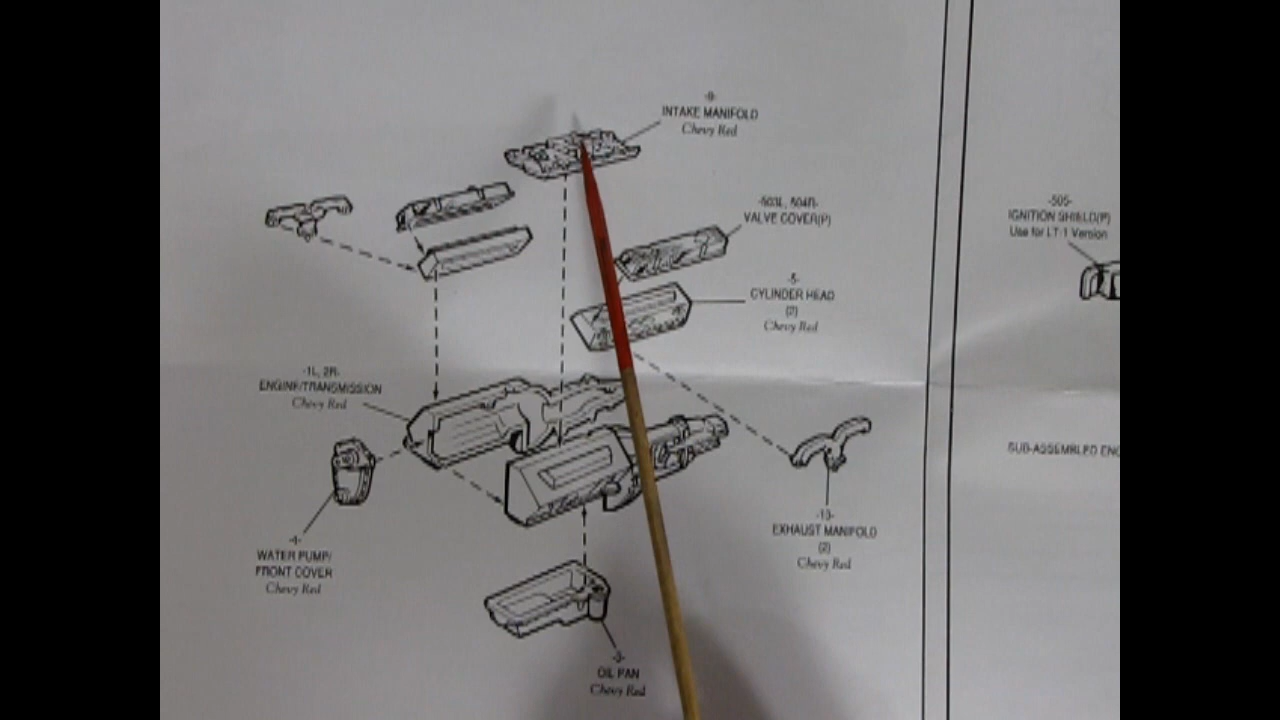 -9-
INTAKE MANIFOLD
Chevy Red
-503L, 504R-
VALVE COVER(P)
-505-
IGNITION SHIELD(P)
Use for LT-1 Version
-5-
CYLINDER HEAD
(2)
Chevy Red
-1L, 2R-
ENGINE/TRANSMISSION
Chevy Red
SUB-ASSEMBLED ENG
-13-
EXHAUST MANIFOLD
(2)
Chevy Red
-4-
WATER PUMP/
FRONT COVER
Chevy Red
-3-
OIL PAN
Chevy Red